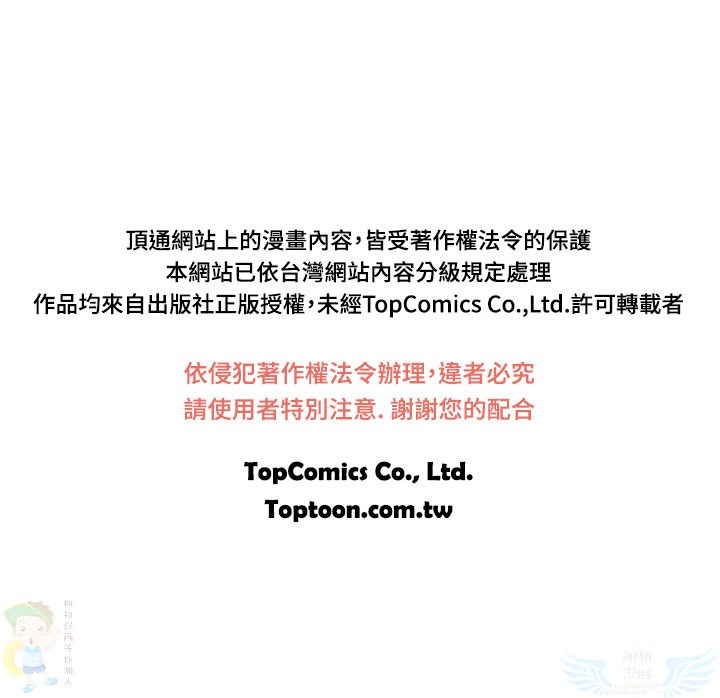 頂通網站上的漫畫內容，皆受著作權法令的保護
本網站已依台灣網站內容分級規定處理
作品均來自出版社正版授權，未經TopComics Co.,Ltd.許可轉載者
依侵犯著作權法令辦理，違者必究
請使用者特別注意. 謝謝您的配合
TopComics Co., Ltd.
Toptoon.com.tw